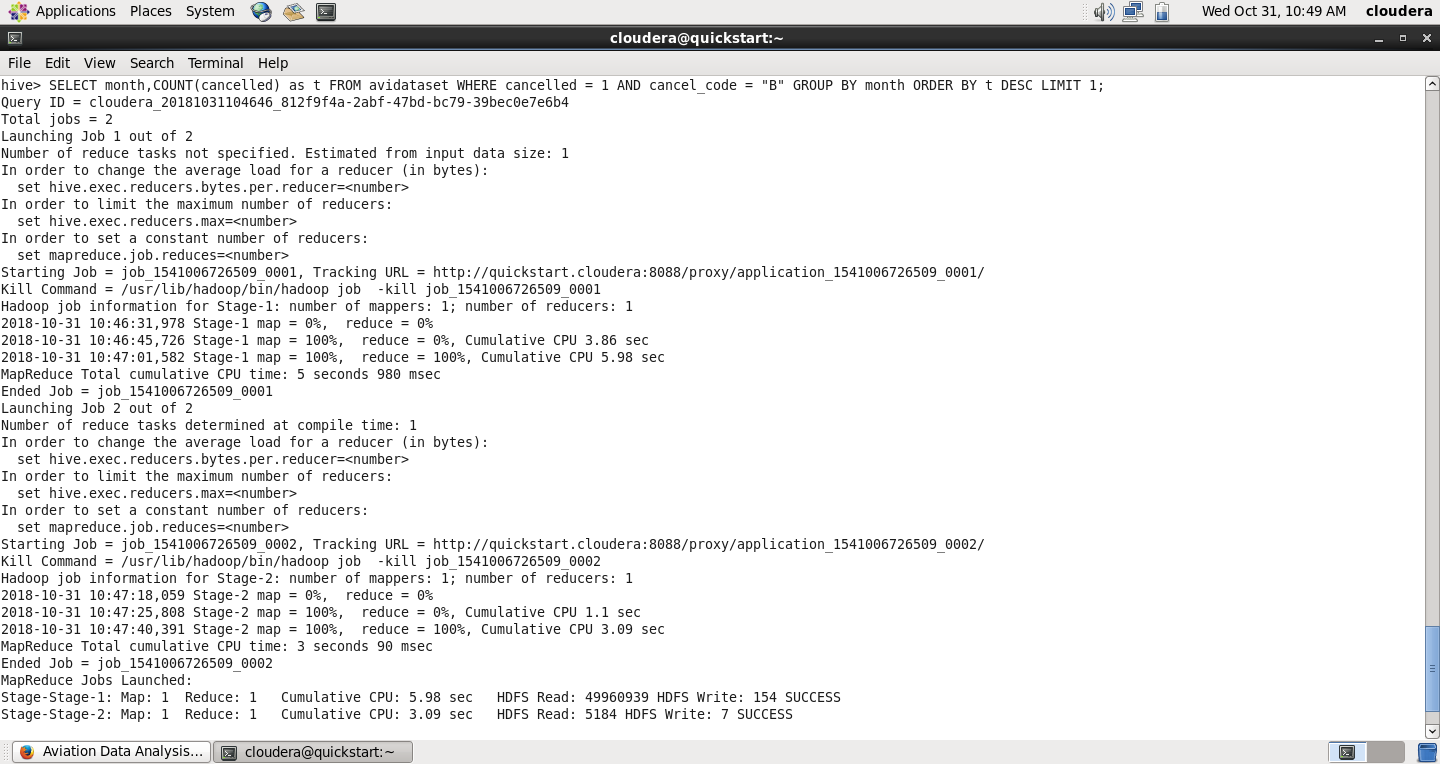 Applications Places System Wed Oct 31, 10:49 AM cloudera
cloudera@quickstart:~
File Edit View Search Terminal Help
hive> SELECT month,COUNT(cancelled) as t FROM avidataset WHERE cancelled = 1 AND cancel_code = "B" GROUP BY month ORDER BY t DESC LIMIT 1;
Query ID = cloudera_20181031104646_812f9f4a-2abf-47bd-bc79-39bec0e7e6b4
Total jobs = 2
Launching Job 1 out of 2
Number of reduce tasks not specified. Estimated from input data size: 1
In order to change the average load for a reducer (in bytes):
  set hive.exec.reducers.bytes.per.reducer=<number>
In order to limit the maximum number of reducers:
  set hive.exec.reducers.max=<number>
In order to set a constant number of reducers:
  set mapreduce.job.reduces=<number>
Starting Job = job_1541006726509_0001, Tracking URL = http://quickstart.cloudera:8088/proxy/application_1541006726509_0001/
Kill Command = /usr/lib/hadoop/bin/hadoop job  -kill job_1541006726509_0001
Hadoop job information for Stage-1: number of mappers: 1; number of reducers: 1
2018-10-31 10:46:31,978 Stage-1 map = 0%,  reduce = 0%
2018-10-31 10:46:45,726 Stage-1 map = 100%,  reduce = 0%, Cumulative CPU 3.86 sec
2018-10-31 10:47:01,582 Stage-1 map = 100%,  reduce = 100%, Cumulative CPU 5.98 sec
MapReduce Total cumulative CPU time: 5 seconds 980 msec
Ended Job = job_1541006726509_0001
Launching Job 2 out of 2
Number of reduce tasks determined at compile time: 1
In order to change the average load for a reducer (in bytes):
  set hive.exec.reducers.bytes.per.reducer=<number>
In order to limit the maximum number of reducers:
  set hive.exec.reducers.max=<number>
In order to set a constant number of reducers:
  set mapreduce.job.reduces=<number>
Starting Job = job_1541006726509_0002, Tracking URL = http://quickstart.cloudera:8088/proxy/application_1541006726509_0002/
Kill Command = /usr/lib/hadoop/bin/hadoop job  -kill job_1541006726509_0002
Hadoop job information for Stage-2: number of mappers: 1; number of reducers: 1
2018-10-31 10:47:18,059 Stage-2 map = 0%,  reduce = 0%
2018-10-31 10:47:25,808 Stage-2 map = 100%,  reduce = 0%, Cumulative CPU 1.1 sec
2018-10-31 10:47:40,391 Stage-2 map = 100%,  reduce = 100%, Cumulative CPU 3.09 sec
MapReduce Total cumulative CPU time: 3 seconds 90 msec
Ended Job = job_1541006726509_0002
MapReduce Jobs Launched:
Stage-Stage-1: Map: 1  Reduce: 1   Cumulative CPU: 5.98 sec   HDFS Read: 49960939 HDFS Write: 154 SUCCESS
Stage-Stage-2: Map: 1  Reduce: 1   Cumulative CPU: 3.09 sec   HDFS Read: 5184 HDFS Write: 7 SUCCESS
Aviation Data Analysis... cloudera@quickstart:~